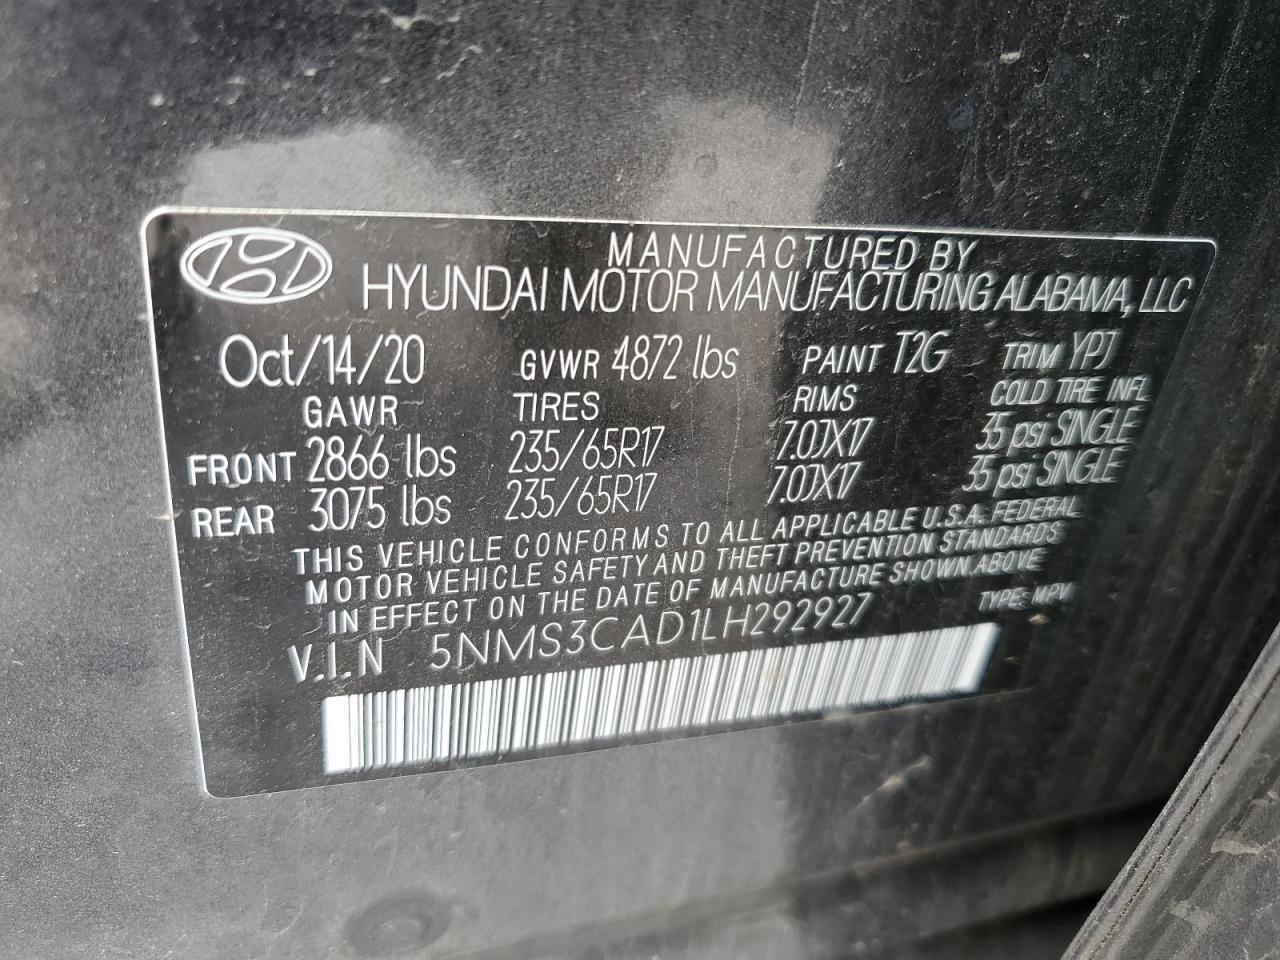 MANUFACTURED BY
HYUNDAI MOTOR MANUFACTURING ALABAMA, LLC
Oct/14/20 GVWR 4872 lbs PAINT T2G TRIM YPJ
GAWR TIRES RIMS COLD TIRE INFL
FRONT 2866 lbs 235/65R17 7.0JX17 35 psi SINGLE
REAR 3075 lbs 235/65R17 7.0JX17 35 psi SINGLE
THIS VEHICLE CONFORMS TO ALL APPLICABLE U.S.A. FEDERAL
MOTOR VEHICLE SAFETY AND THEFT PREVENTION STANDARDS
IN EFFECT ON THE DATE OF MANUFACTURE SHOWN ABOVE
V.I.N 5NMS3CAD1LH292927 TYPE: MPV